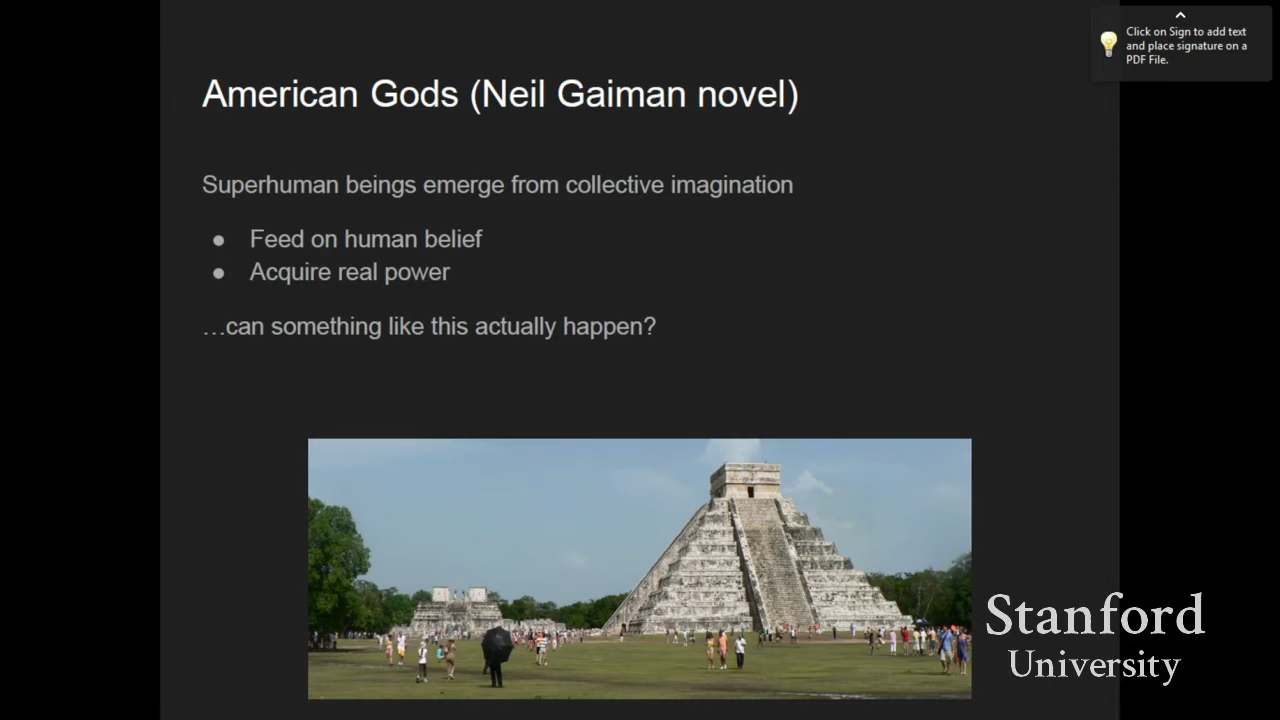 American Gods (Neil Gaiman novel)
Superhuman beings emerge from collective imagination
● Feed on human belief
● Acquire real power
…can something like this actually happen?
Click on Sign to add text
and place signature on a
PDF File.
Stanford
University